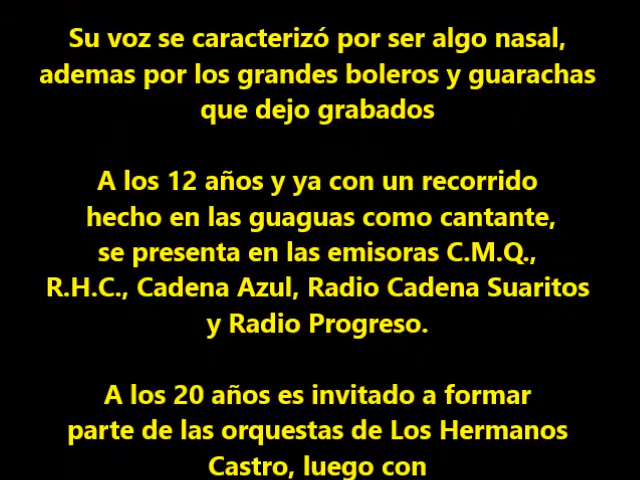 Su voz se caracterizó por ser algo nasal,
ademas por los grandes boleros y guarachas
que dejo grabados
A los 12 años y ya con un recorrido
hecho en las guaguas como cantante,
se presenta en las emisoras C.M.Q.,
R.H.C., Cadena Azul, Radio Cadena Suaritos
y Radio Progreso.
A los 20 años es invitado a formar
parte de las orquestas de Los Hermanos
Castro, luego con